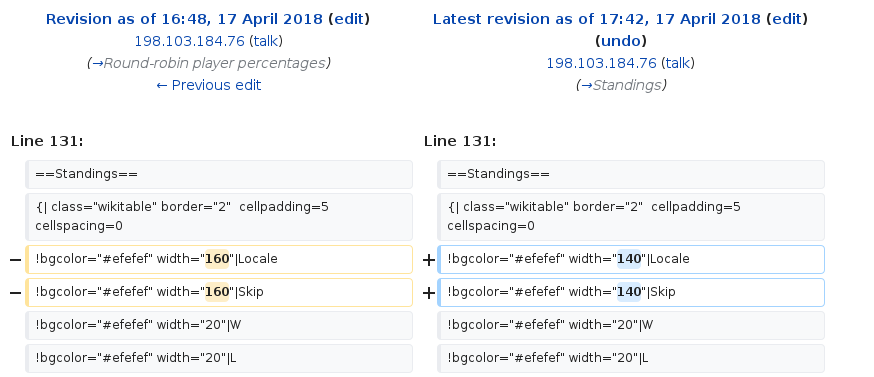 Revision as of 16:48, 17 April 2018 (edit)
198.103.184.76 (talk)
(→Round-robin player percentages)
← Previous edit
Latest revision as of 17:42, 17 April 2018 (edit)
(undo)
198.103.184.76 (talk)
(→Standings)
Line 131:
Line 131:
==Standings==
==Standings==
{| class="wikitable" border="2"  cellpadding=5
cellspacing=0
{| class="wikitable" border="2"  cellpadding=5
cellspacing=0
− !bgcolor="#efefef" width="160"|Locale
+ !bgcolor="#efefef" width="140"|Locale
− !bgcolor="#efefef" width="160"|Skip
+ !bgcolor="#efefef" width="140"|Skip
!bgcolor="#efefef" width="20"|W
!bgcolor="#efefef" width="20"|W
!bgcolor="#efefef" width="20"|L
!bgcolor="#efefef" width="20"|L